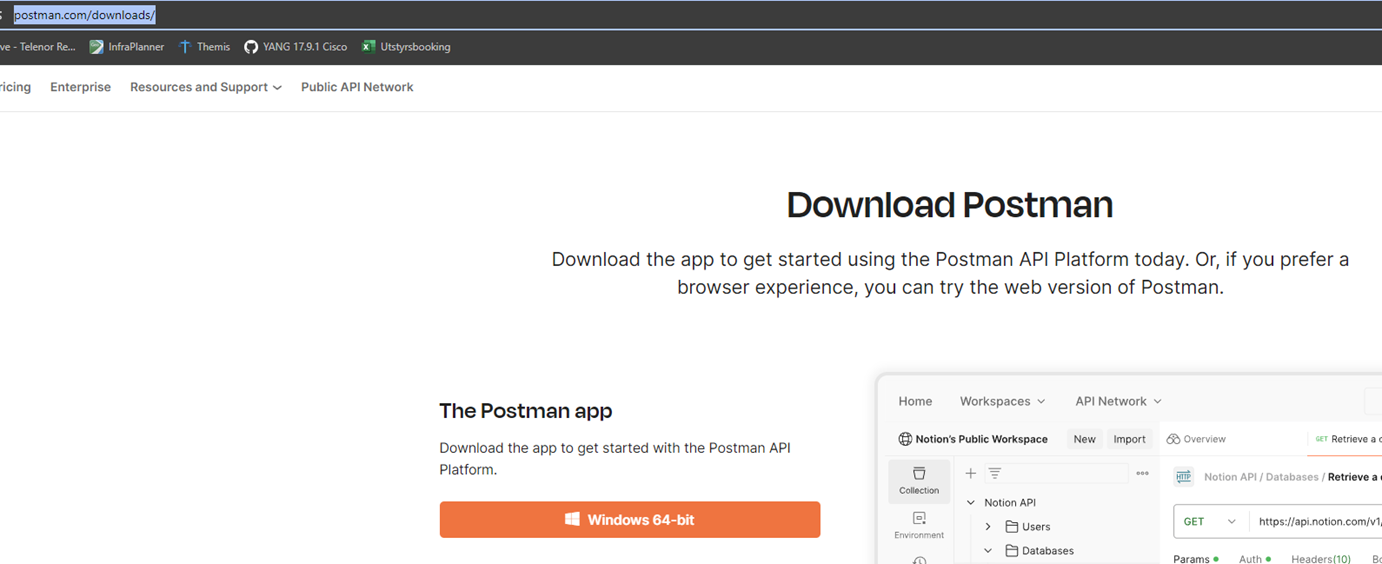 postman.com/downloads/
ve - Telenor Re... InfraPlanner Themis YANG 17.9.1 Cisco Utstyrsbooking
ricing Enterprise Resources and Support Public API Network
Download Postman
Download the app to get started using the Postman API Platform today. Or, if you prefer a
browser experience, you can try the web version of Postman.
The Postman app
Download the app to get started with the Postman API
Platform.
Windows 64-bit
Home Workspaces API Network
Notion's Public Workspace New Import Overview GET Retrieve a
Collection
HTTP Notion API / Databases / Retrieve a
Notion API
GET https://api.notion.com/v1/
Users
Environment
Databases
Params Auth Headers(10)